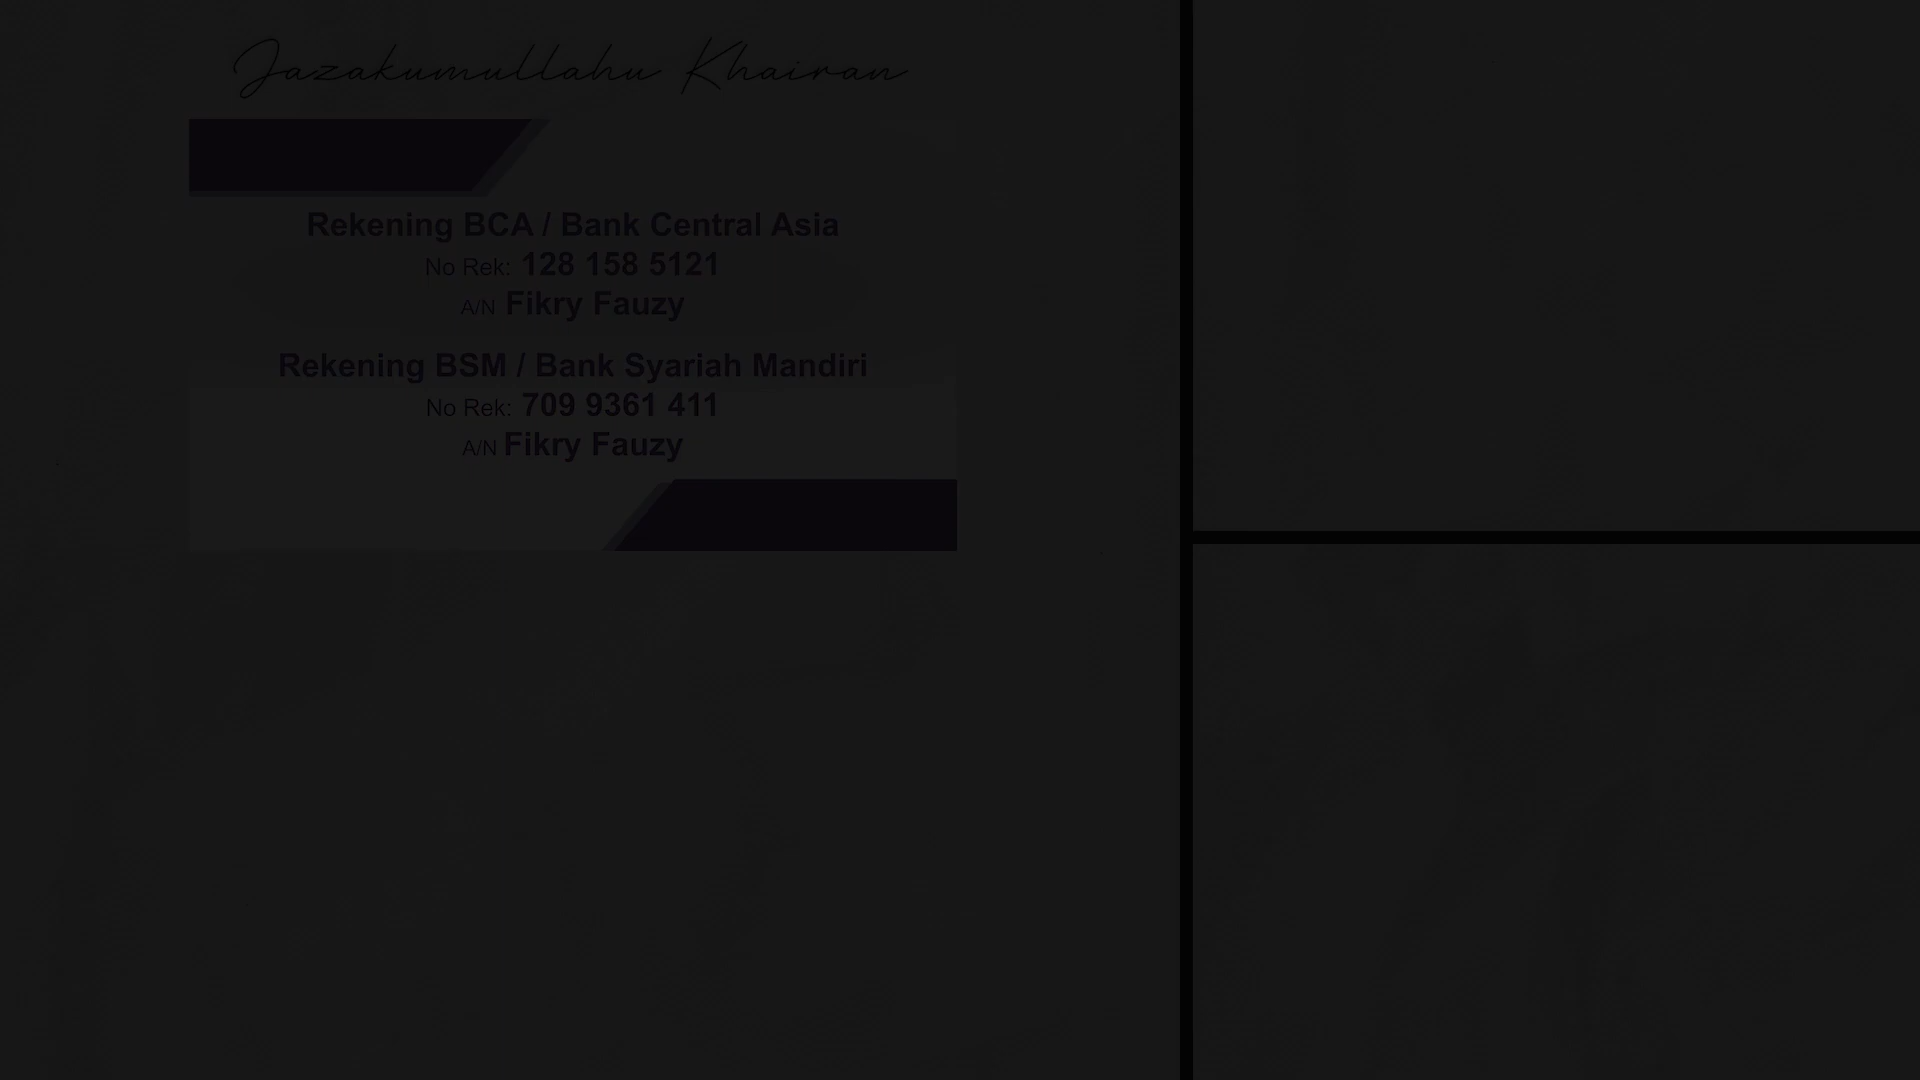 Jazakumullahu Khairan
Rekening BCA / Bank Central Asia
No Rek: 128 158 5121
A/N Fikry Fauzy
Rekening BSM / Bank Syariah Mandiri
No Rek: 709 9361 411
A/N Fikry Fauzy